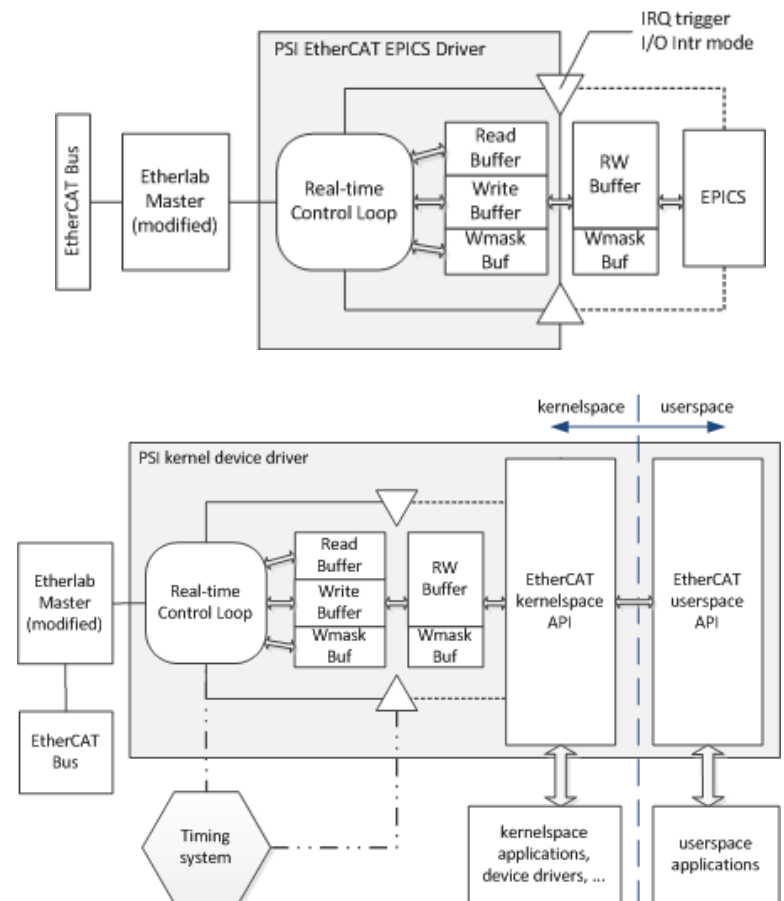 IRQ trigger
I/O Intr mode
PSI EtherCAT EPICS Driver
EtherCAT Bus
Etherlab
Master
(modified)
Real-time
Control Loop
Read
Buffer
Write
Buffer
Wmask
Buf
RW
Buffer
Wmask
Buf
EPICS
kernelspace
userspace
PSI kernel device driver
Etherlab
Master
(modified)
EtherCAT
Bus
Real-time
Control Loop
Read
Buffer
Write
Buffer
Wmask
Buf
RW
Buffer
Wmask
Buf
EtherCAT
kernelspace
API
EtherCAT
userspace
API
Timing
system
kernelspace
applications,
device drivers, ...
userspace
applications